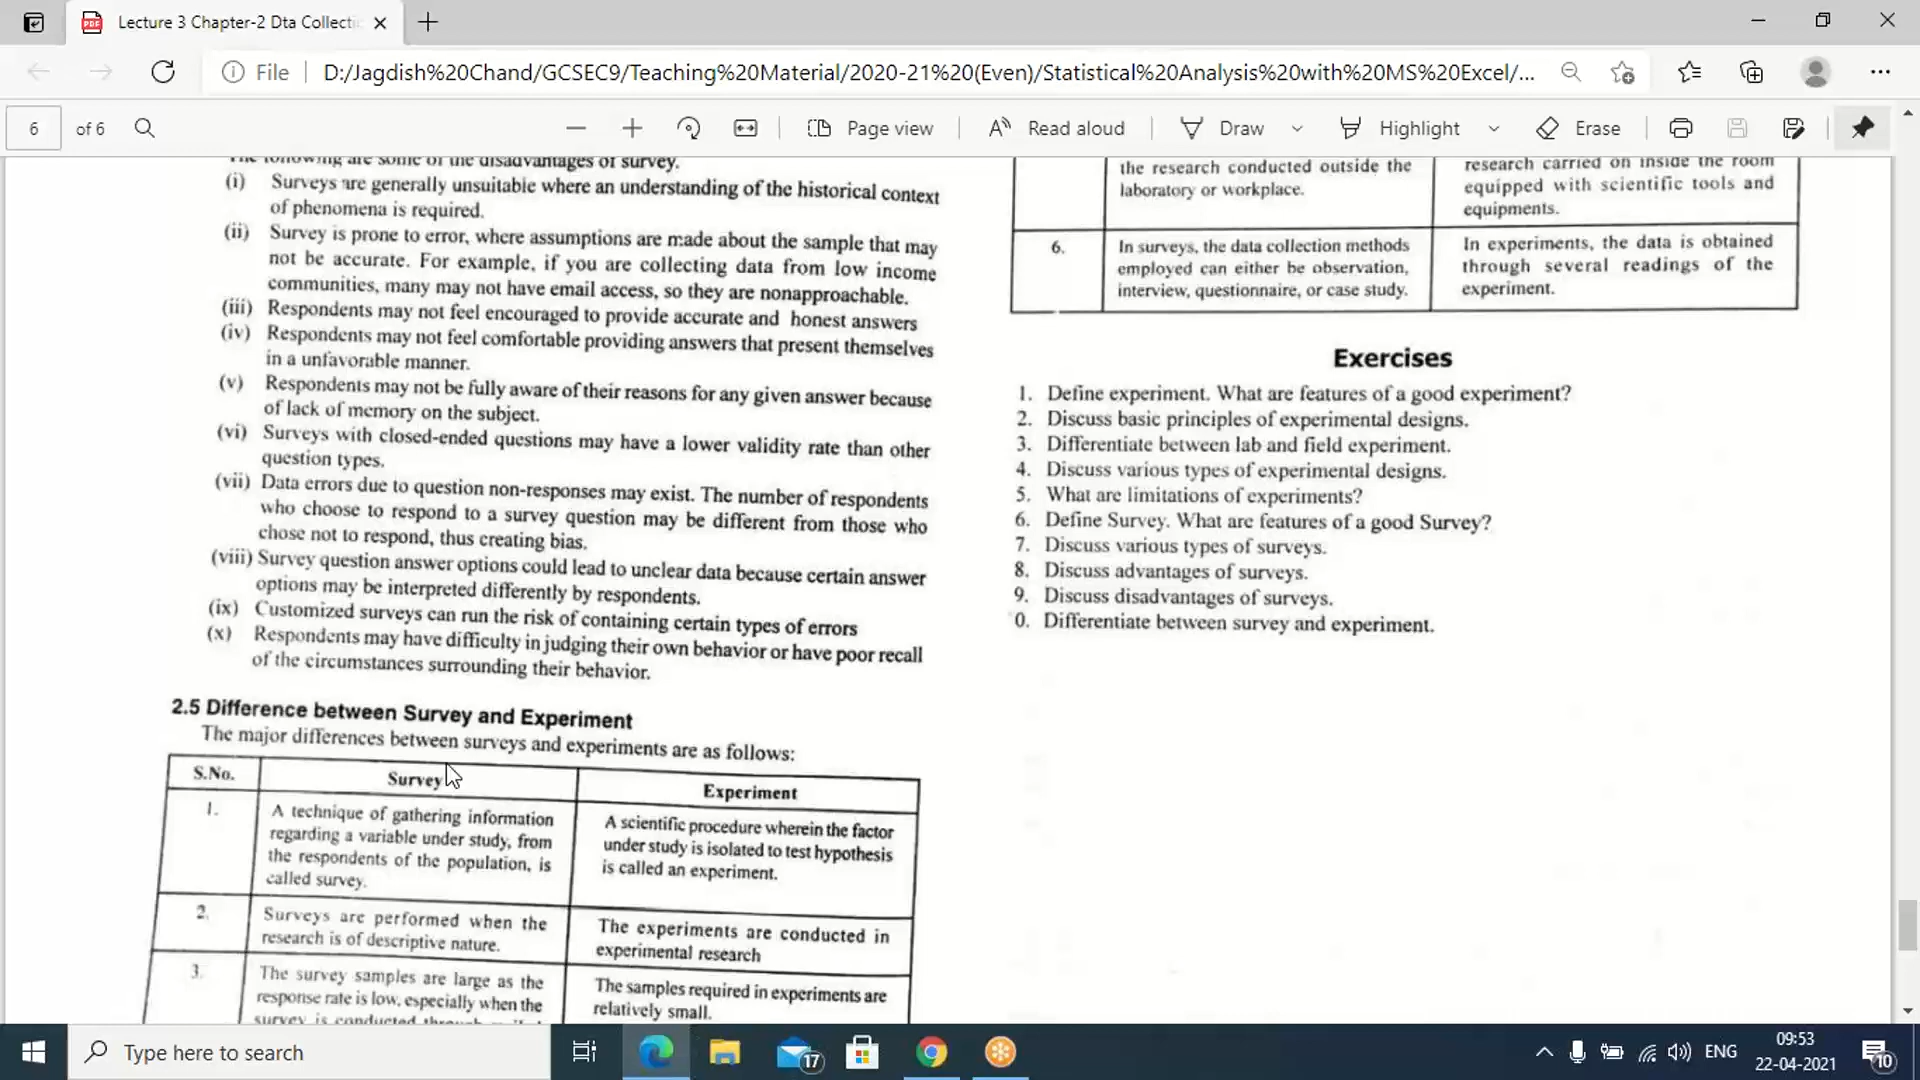 Lecture 3 Chapter-2 Dta Collecti
File
D:/Jagdish%20Chand/GCSEC9/Teaching%20Material/2020-21%20(Even)/Statistical%20Analysis%20with%20MS%20Excel/...
6 of 6
Page view
Read aloud
Draw
Highlight
Erase
The following are some of the disadvantages of survey.
(i) Surveys are generally unsuitable where an understanding of the historical context
of phenomena is required.
(ii) Survey is prone to error, where assumptions are made about the sample that may
not be accurate. For example, if you are collecting data from low income
communities, many may not have email access, so they are nonapproachable.
(iii) Respondents may not feel encouraged to provide accurate and honest answers
(iv) Respondents may not feel comfortable providing answers that present themselves
in a unfavorable manner.
(v) Respondents may not be fully aware of their reasons for any given answer because
of lack of memory on the subject.
(vi) Surveys with closed-ended questions may have a lower validity rate than other
question types.
(vii) Data errors due to question non-responses may exist. The number of respondents
who choose to respond to a survey question may be different from those who
chose not to respond, thus creating bias.
(viii) Survey question answer options could lead to unclear data because certain answer
options may be interpreted differently by respondents.
(ix) Customized surveys can run the risk of containing certain types of errors
(x) Respondents may have difficulty in judging their own behavior or have poor recall
of the circumstances surrounding their behavior.
2.5 Difference between Survey and Experiment
The major differences between surveys and experiments are as follows:
S.No. Survey Experiment
1. A technique of gathering information
regarding a variable under study, from
the respondents of the population, is
called survey.
A scientific procedure wherein the factor
under study is isolated to test hypothesis
is called an experiment.
2. Surveys are performed when the
research is of descriptive nature.
The experiments are conducted in
experimental research
3. The survey samples are large as the
response rate is low, especially when the
survey is conducted through
The samples required in experiments are
relatively small.
the research conducted outside the
laboratory or workplace.
research carried on inside the room
equipped with scientific tools and
equipments.
6. In surveys, the data collection methods
employed can either be observation,
interview, questionnaire, or case study.
In experiments, the data is obtained
through several readings of the
experiment.
Exercises
1. Define experiment. What are features of a good experiment?
2. Discuss basic principles of experimental designs.
3. Differentiate between lab and field experiment.
4. Discuss various types of experimental designs.
5. What are limitations of experiments?
6. Define Survey. What are features of a good Survey?
7. Discuss various types of surveys.
8. Discuss advantages of surveys.
9. Discuss disadvantages of surveys.
0. Differentiate between survey and experiment.
Type here to search
17
ENG
09:53
22-04-2021
10